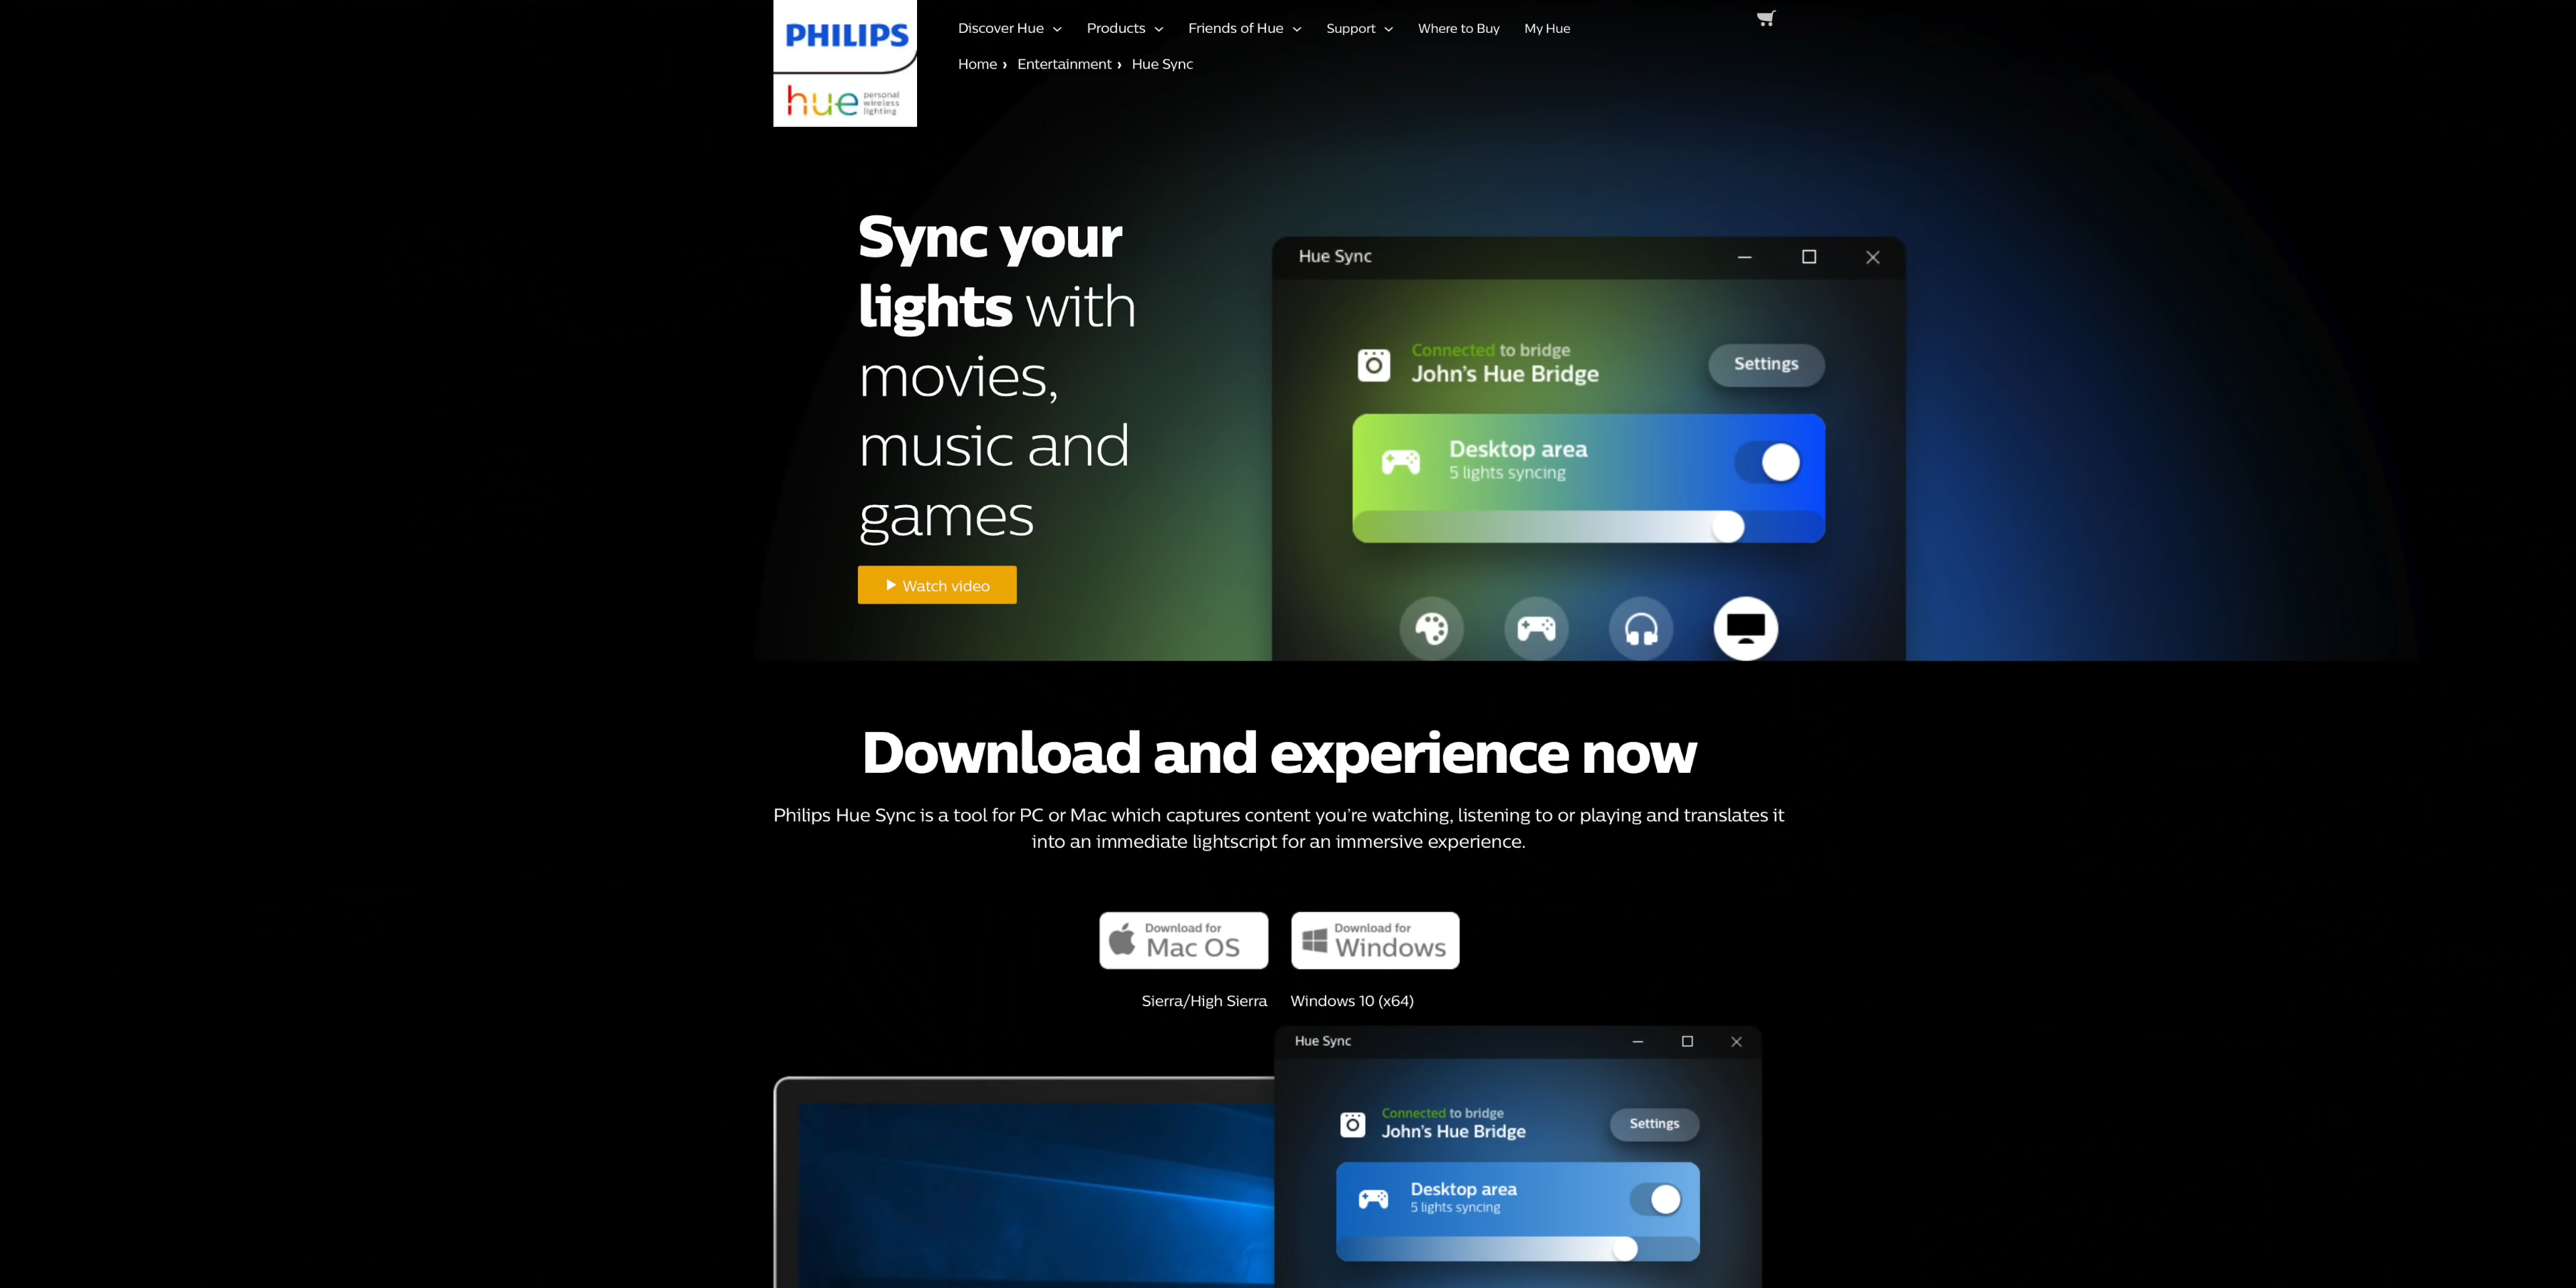 PHILIPS
hue personal wireless lighting
Discover Hue Products Friends of Hue Support Where to Buy My Hue
Home › Entertainment › Hue Sync
Sync your
lights with
movies,
music and
games
Watch video
Hue Sync
Connected to bridge
John's Hue Bridge
Settings
Desktop area
5 lights syncing
Download and experience now
Philips Hue Sync is a tool for PC or Mac which captures content you're watching, listening to or playing and translates it
into an immediate lightscript for an immersive experience.
Download for
Mac OS
Download for
Windows
Sierra/High Sierra
Windows 10 (x64)
Hue Sync
Connected to bridge
John's Hue Bridge
Settings
Desktop area
5 lights syncing